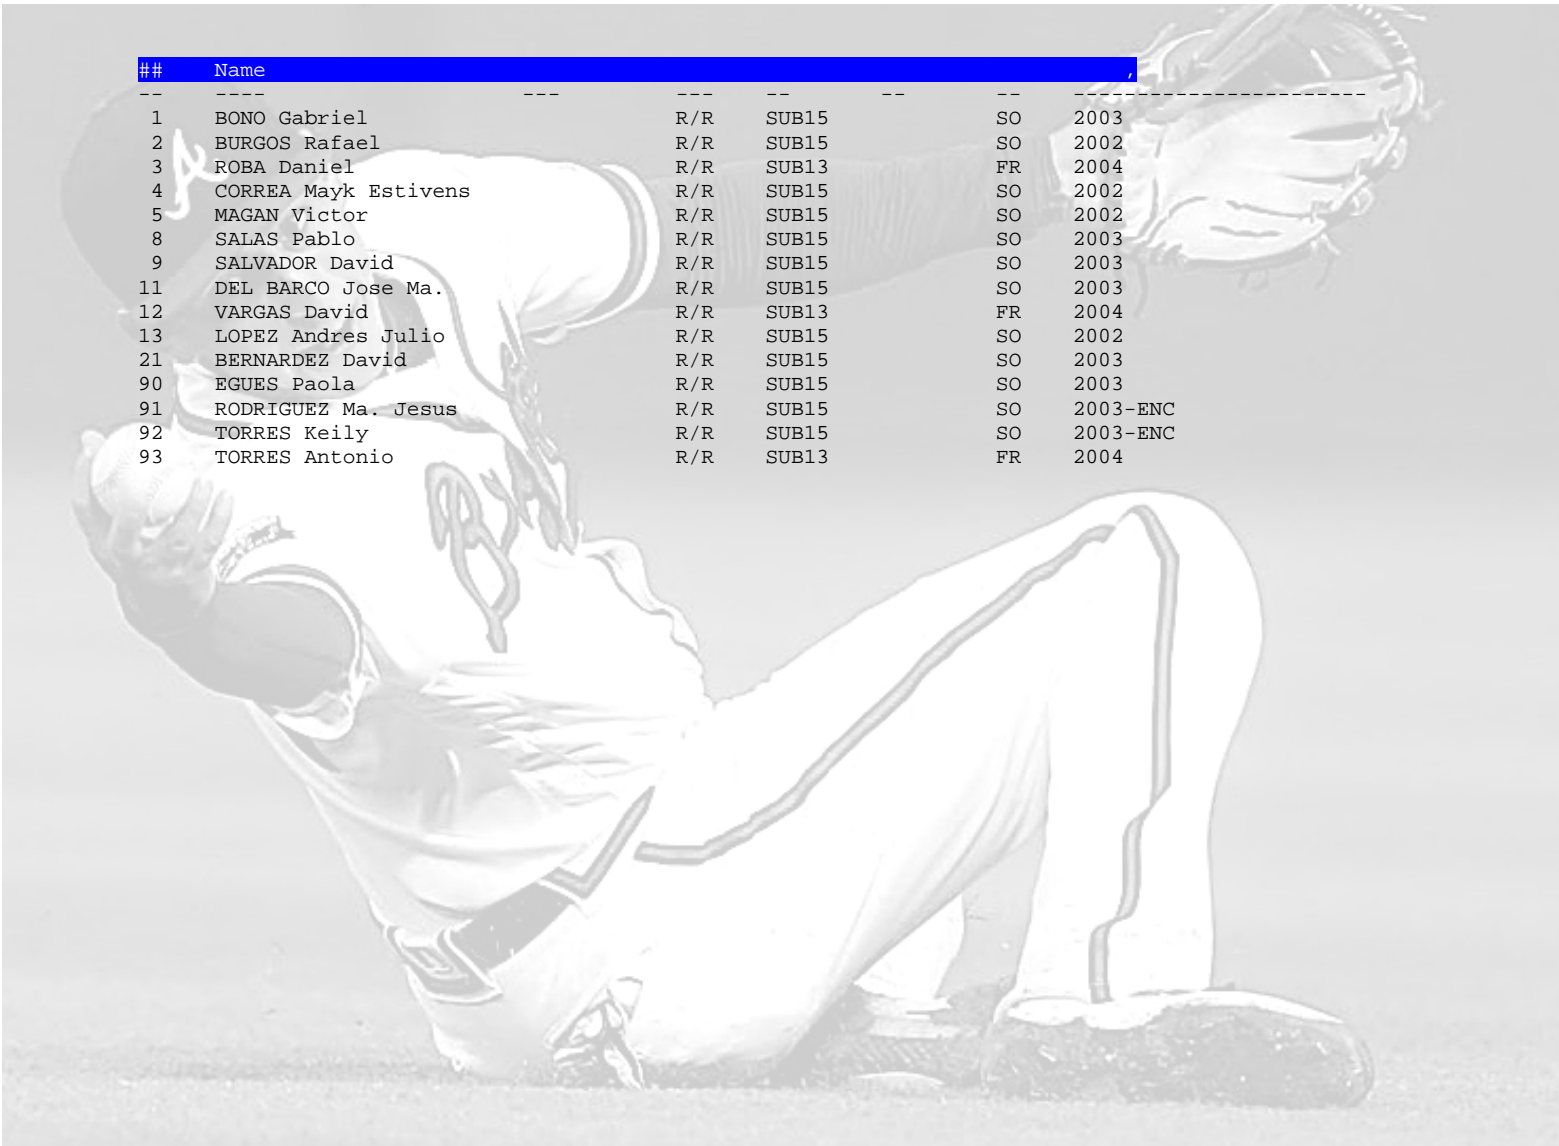 ## Name ,
-- ---- --- --- -- -- -- -----------------------
1 BONO Gabriel R/R SUB15 SO 2003
2 BURGOS Rafael R/R SUB15 SO 2002
3 ROBA Daniel R/R SUB13 FR 2004
4 CORREA Mayk Estivens R/R SUB15 SO 2002
5 MAGAN Victor R/R SUB15 SO 2002
8 SALAS Pablo R/R SUB15 SO 2003
9 SALVADOR David R/R SUB15 SO 2003
11 DEL BARCO Jose Ma. R/R SUB15 SO 2003
12 VARGAS David R/R SUB13 FR 2004
13 LOPEZ Andres Julio R/R SUB15 SO 2002
21 BERNARDEZ David R/R SUB15 SO 2003
90 EGUES Paola R/R SUB15 SO 2003
91 RODRIGUEZ Ma. Jesus R/R SUB15 SO 2003-ENC
92 TORRES Keily R/R SUB15 SO 2003-ENC
93 TORRES Antonio R/R SUB13 FR 2004